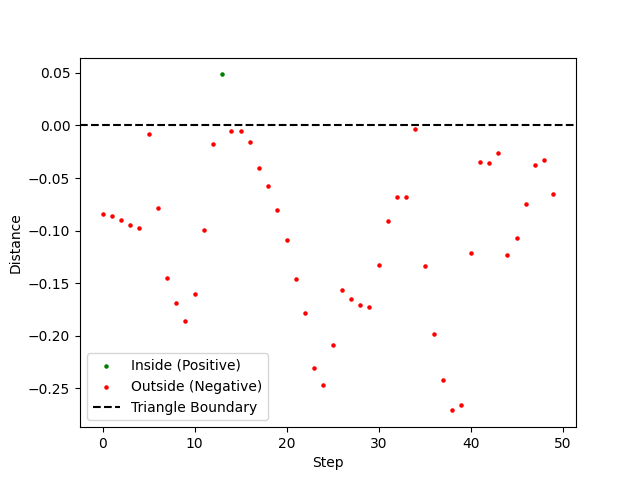 0.05
0.00
−0.05
−0.10
−0.15
−0.20
−0.25
Distance
Inside (Positive)
Outside (Negative)
Triangle Boundary
0 10 20 30 40 50
Step